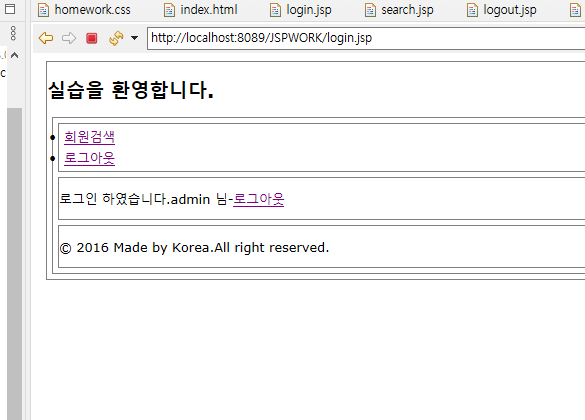 homework.css index.html login.jsp search.jsp logout.jsp
http://localhost:8089/JSPWORK/login.jsp
실습을 환영합니다.
회원검색
로그아웃
로그인 하였습니다.admin 님-로그아웃
© 2016 Made by Korea.All right reserved.